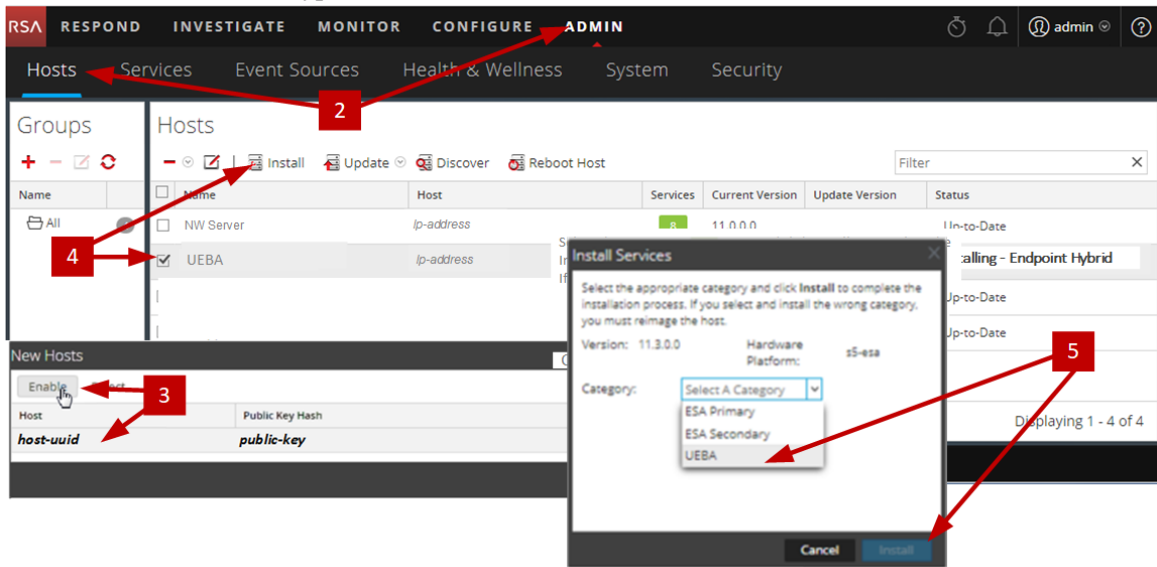 RSA RESPOND INVESTIGATE MONITOR CONFIGURE ADMIN admin ?
Hosts Services Event Sources Health & Wellness System Security
2
Groups Hosts
Install Update Discover Reboot Host Filter
Name Name Host Services Current Version Update Version Status
All NW Server Ip-address 8 11.0.0.0 Up-to-Date
4 UEBA Ip-address talling - Endpoint Hybrid
Up-to-Date
Up-to-Date
Install Services
Select the appropriate category and click Install to complete the
installation process. If you select and install the wrong category,
you must reimage the host.
Version: 11.3.0.0 Hardware Platform: s5-esa
Category: Select A Category
ESA Primary
ESA Secondary
UEBA
5
Cancel Install
Displaying 1 - 4 of 4
New Hosts
Enable
3
Host Public Key Hash
host-uuid public-key